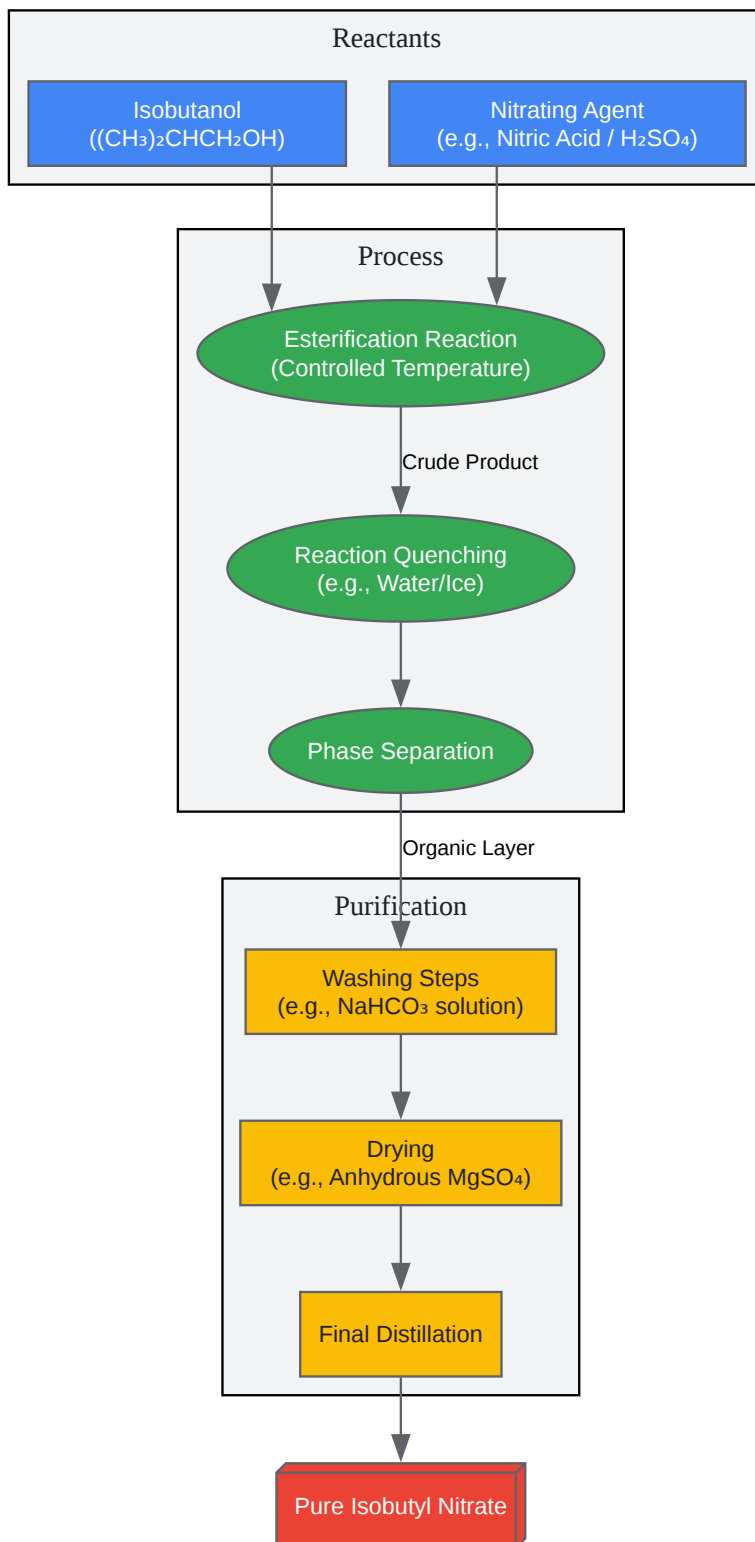 Reactants
Isobutanol
((CH₃)₂CHCH₂OH)
Nitrating Agent
(e.g., Nitric Acid / H₂SO₄)
Process
Esterification Reaction
(Controlled Temperature)
Crude Product
Reaction Quenching
(e.g., Water/Ice)
Phase Separation
Organic Layer
Purification
Washing Steps
(e.g., NaHCO₃ solution)
Drying
(e.g., Anhydrous MgSO₄)
Final Distillation
Pure Isobutyl Nitrate